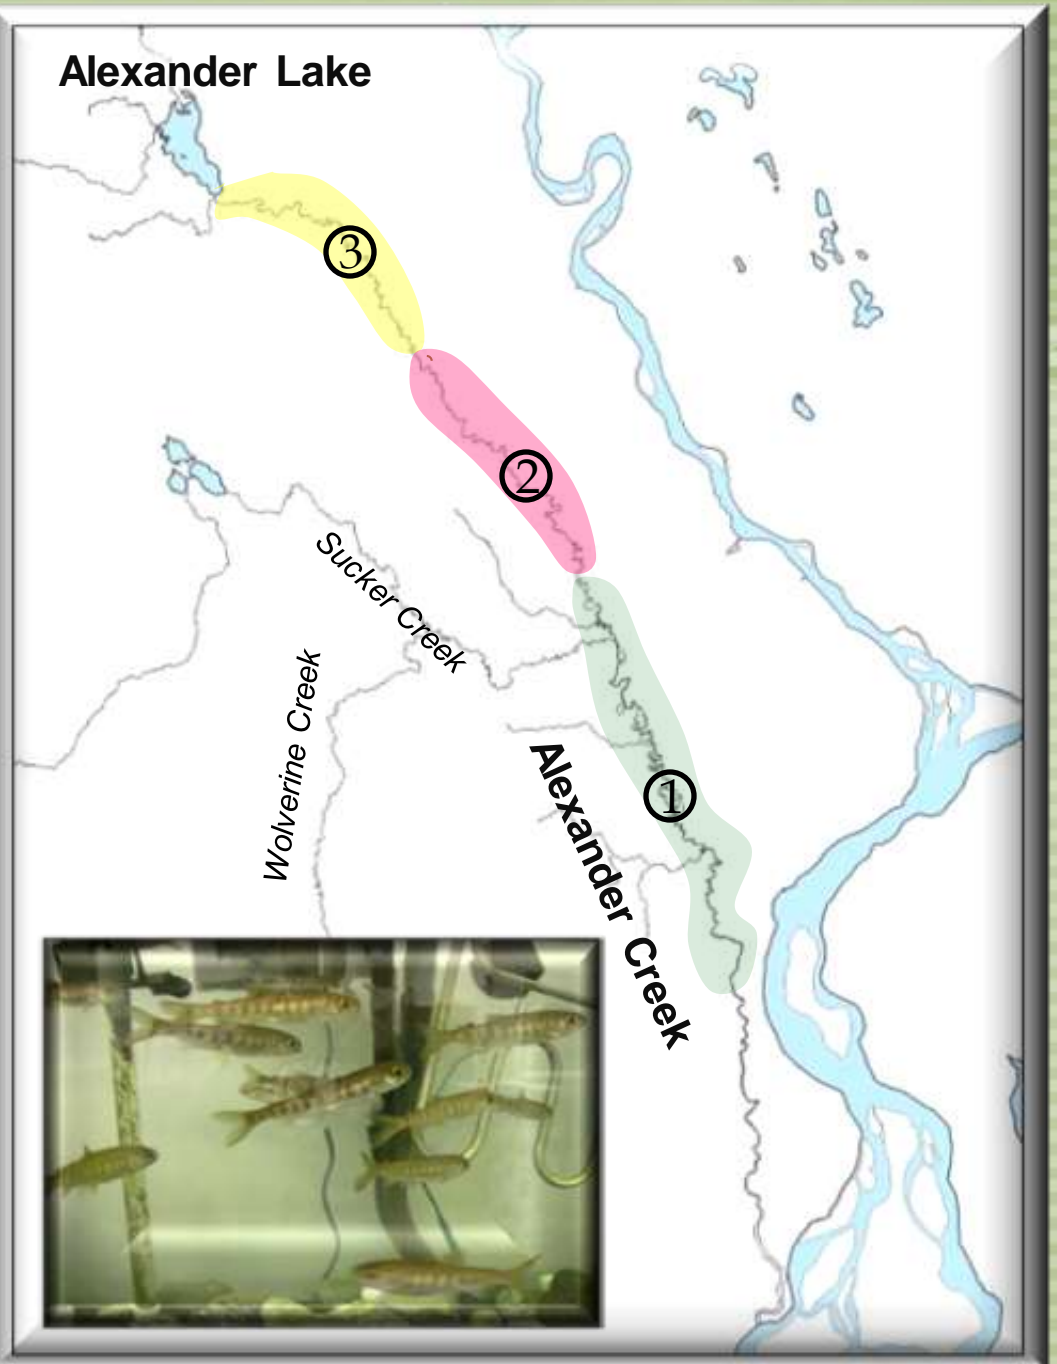 Alexander Lake
③
②
Sucker Creek
Wolverine Creek
①
Alexander Creek